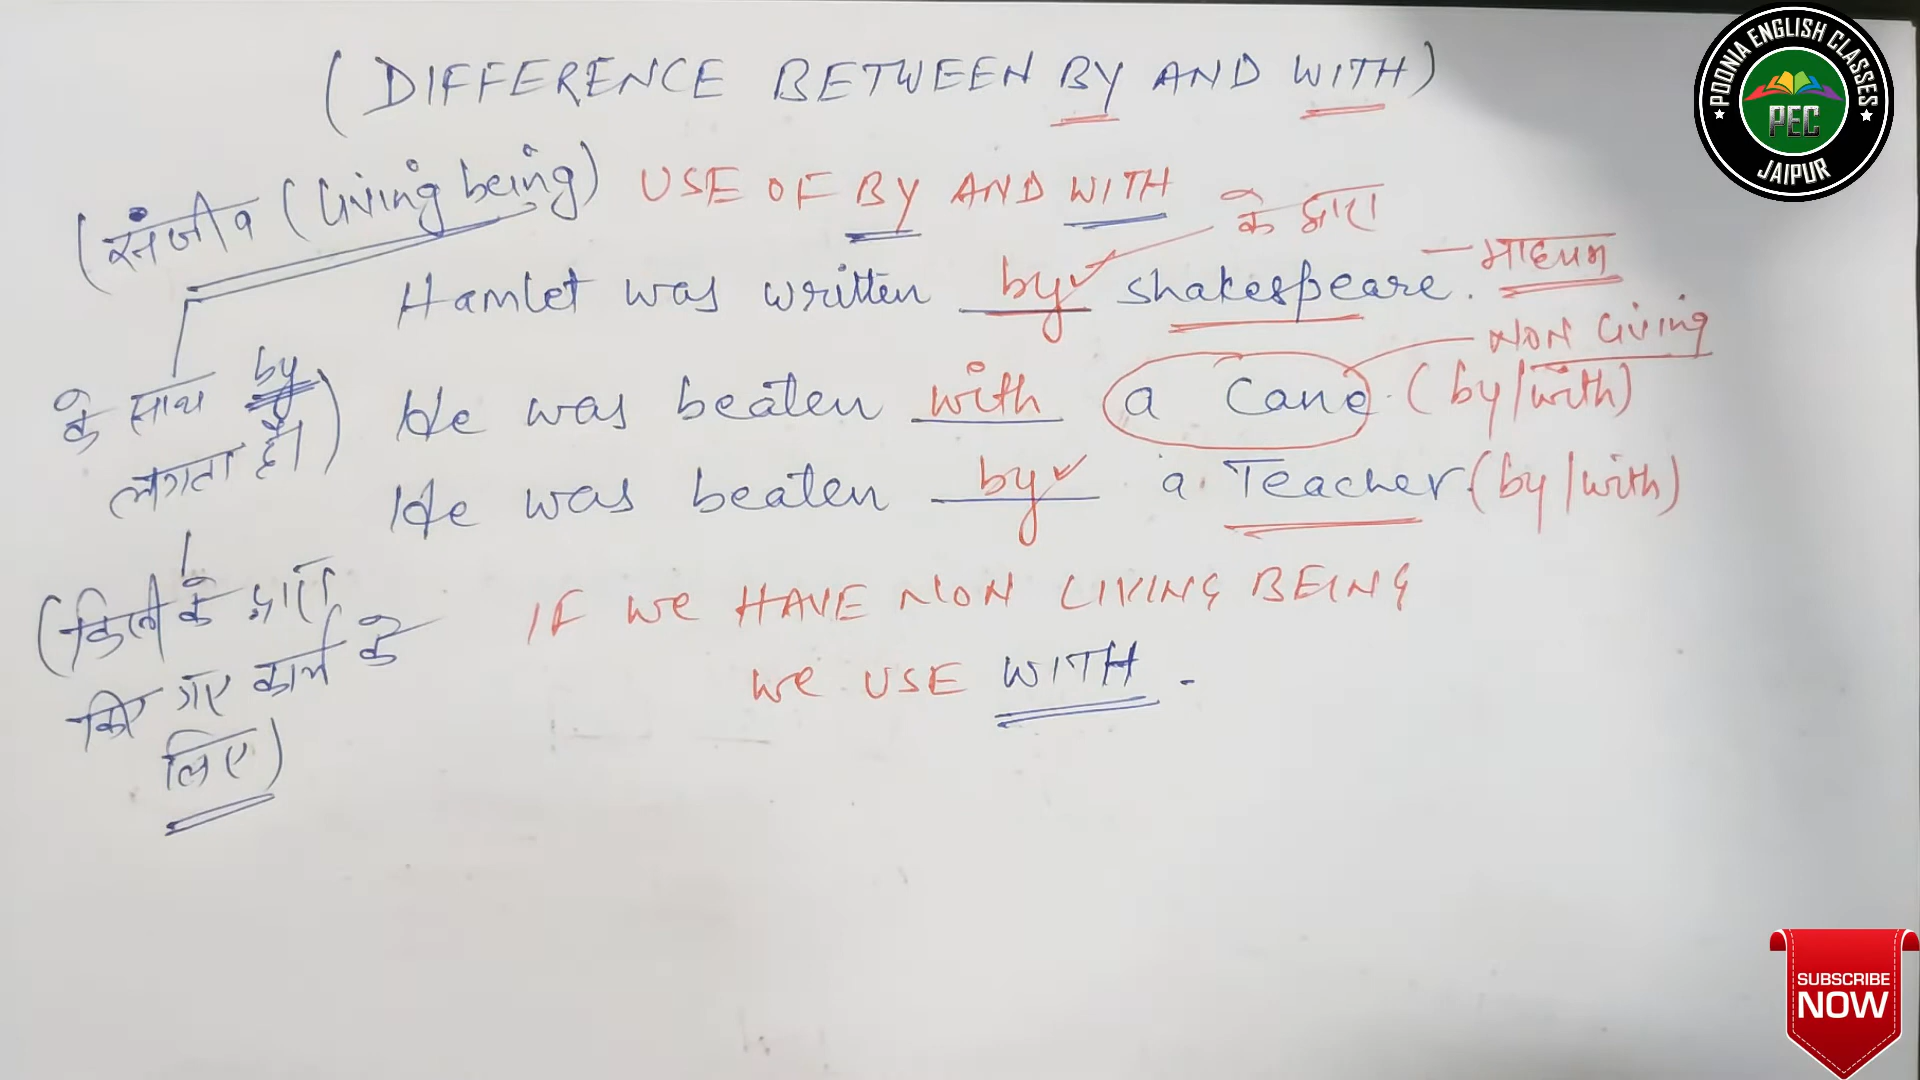 (DIFFERENCE BETWEEN BY AND WITH)
(सजीव (living being)
USE OF BY AND WITH
के द्वारा
Hamlet was written by shakespeare.
माध्यम
NON living
के साथ by
लगता है।)
He was beaten with a cane. (by/with)
He was beaten by a Teacher (by/with)
(किसी के द्वारा
किए गए कार्य के
लिए)
IF we HAVE NON LIVING BEING
we USE WITH.
POONIA ENGLISH CLASSES
PEC
JAIPUR
SUBSCRIBE
NOW